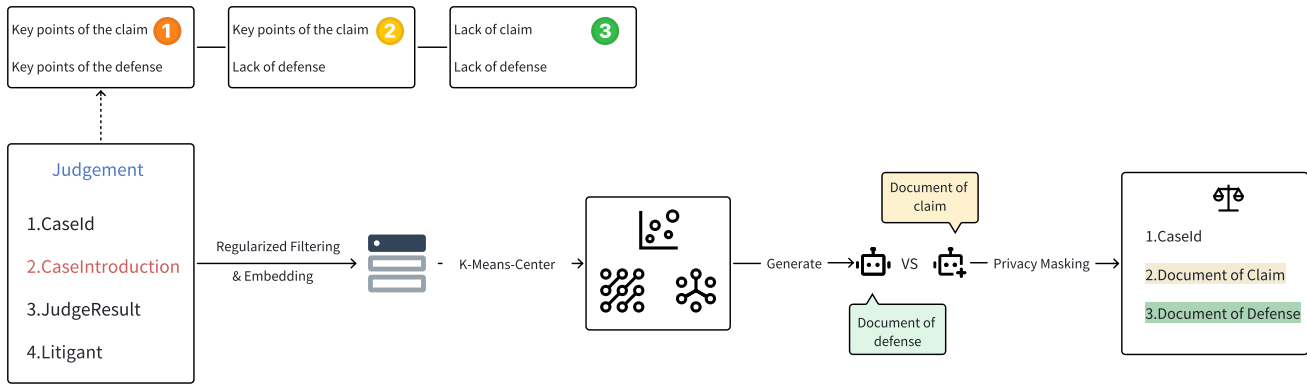 Key points of the claim 1
Key points of the defense
Key points of the claim 2
Lack of defense
Lack of claim 3
Lack of defense
Judgement
1.CaseId
2.CaseIntroduction
3.JudgeResult
4.Litigant
Regularized Filtering
& Embedding
K-Means-Center
Generate
Document of
claim
VS
Document of
defense
Privacy Masking
1.CaseId
2.Document of Claim
3.Document of Defense